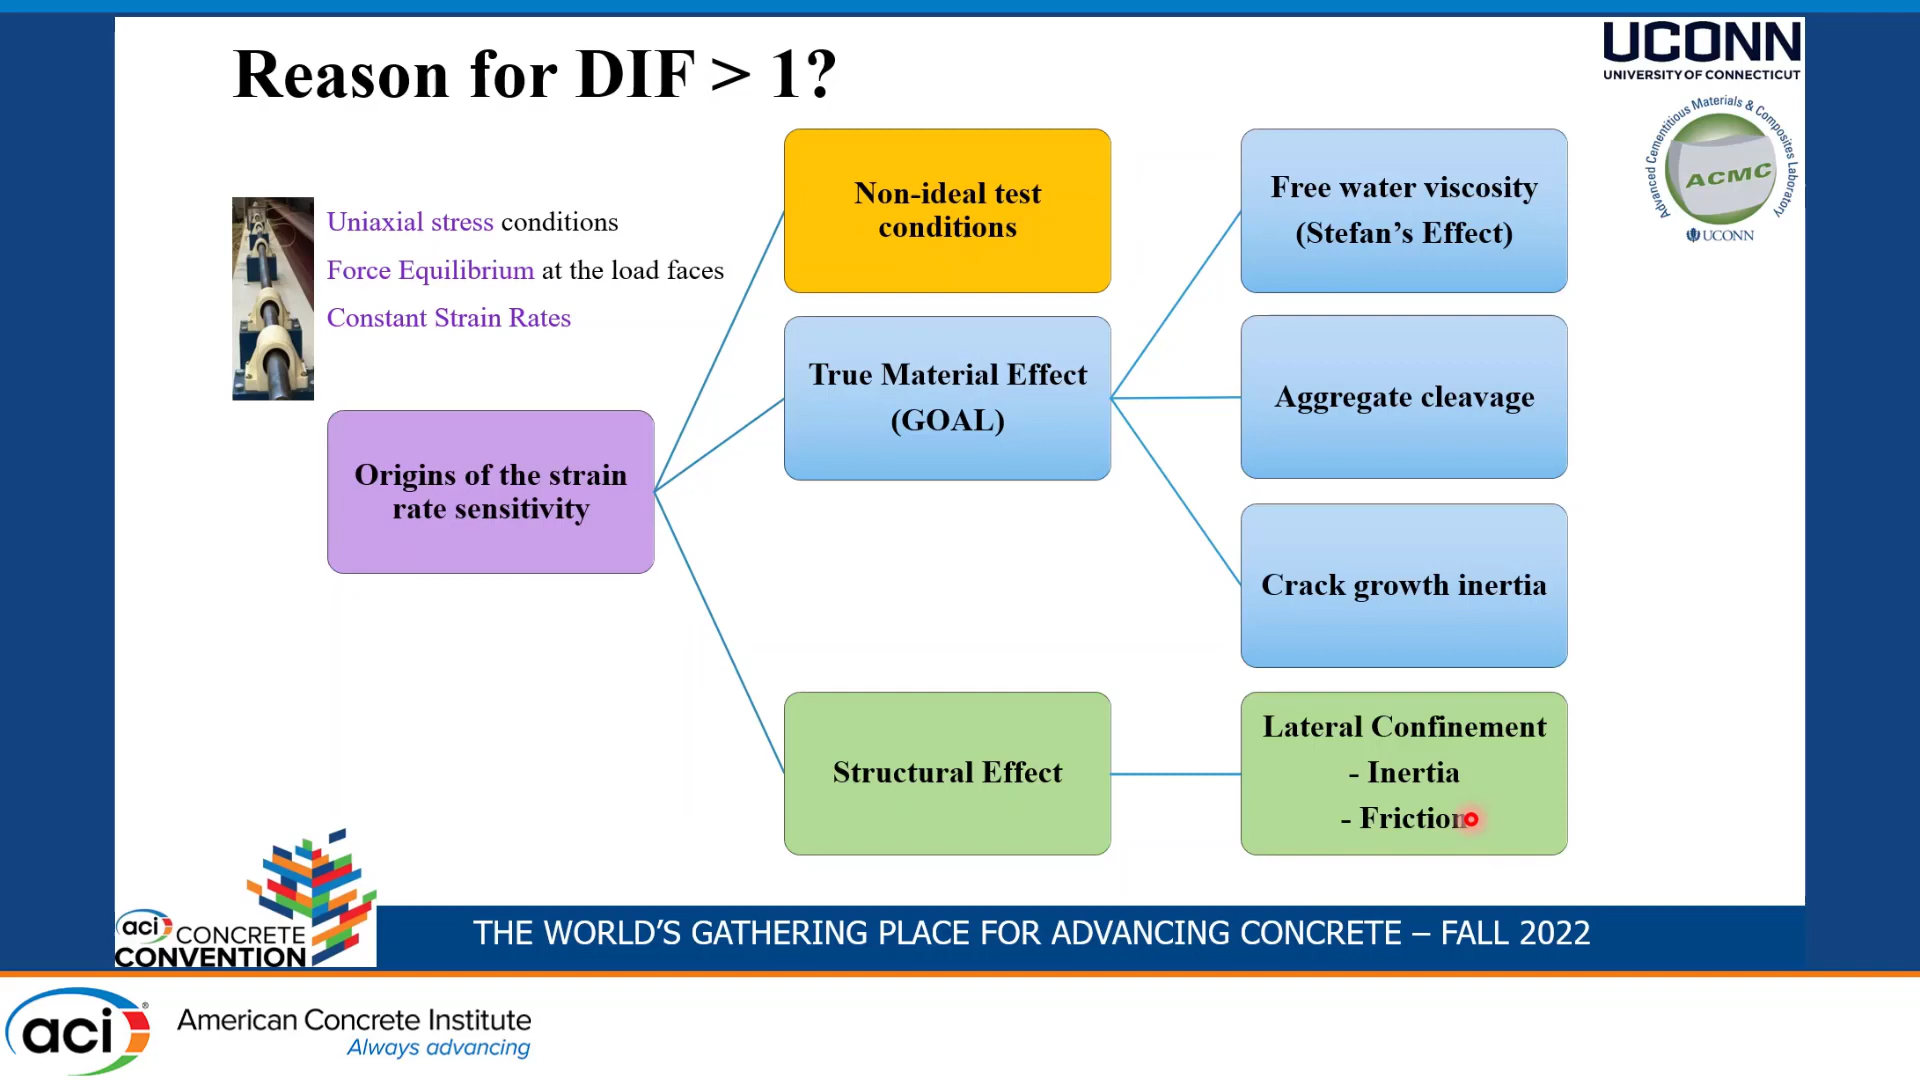 Reason for DIF > 1?
UCONN
UNIVERSITY OF CONNECTICUT
Advanced Cementitious Materials & Composites Laboratory
ACMC
UCONN
Uniaxial stress conditions
Force Equilibrium at the load faces
Constant Strain Rates
Origins of the strain
rate sensitivity
Non-ideal test
conditions
True Material Effect
(GOAL)
Structural Effect
Free water viscosity
(Stefan’s Effect)
Aggregate cleavage
Crack growth inertia
Lateral Confinement
- Inertia
- Friction
aci CONCRETE
CONVENTION
THE WORLD’S GATHERING PLACE FOR ADVANCING CONCRETE – FALL 2022
aci®
American Concrete Institute
Always advancing